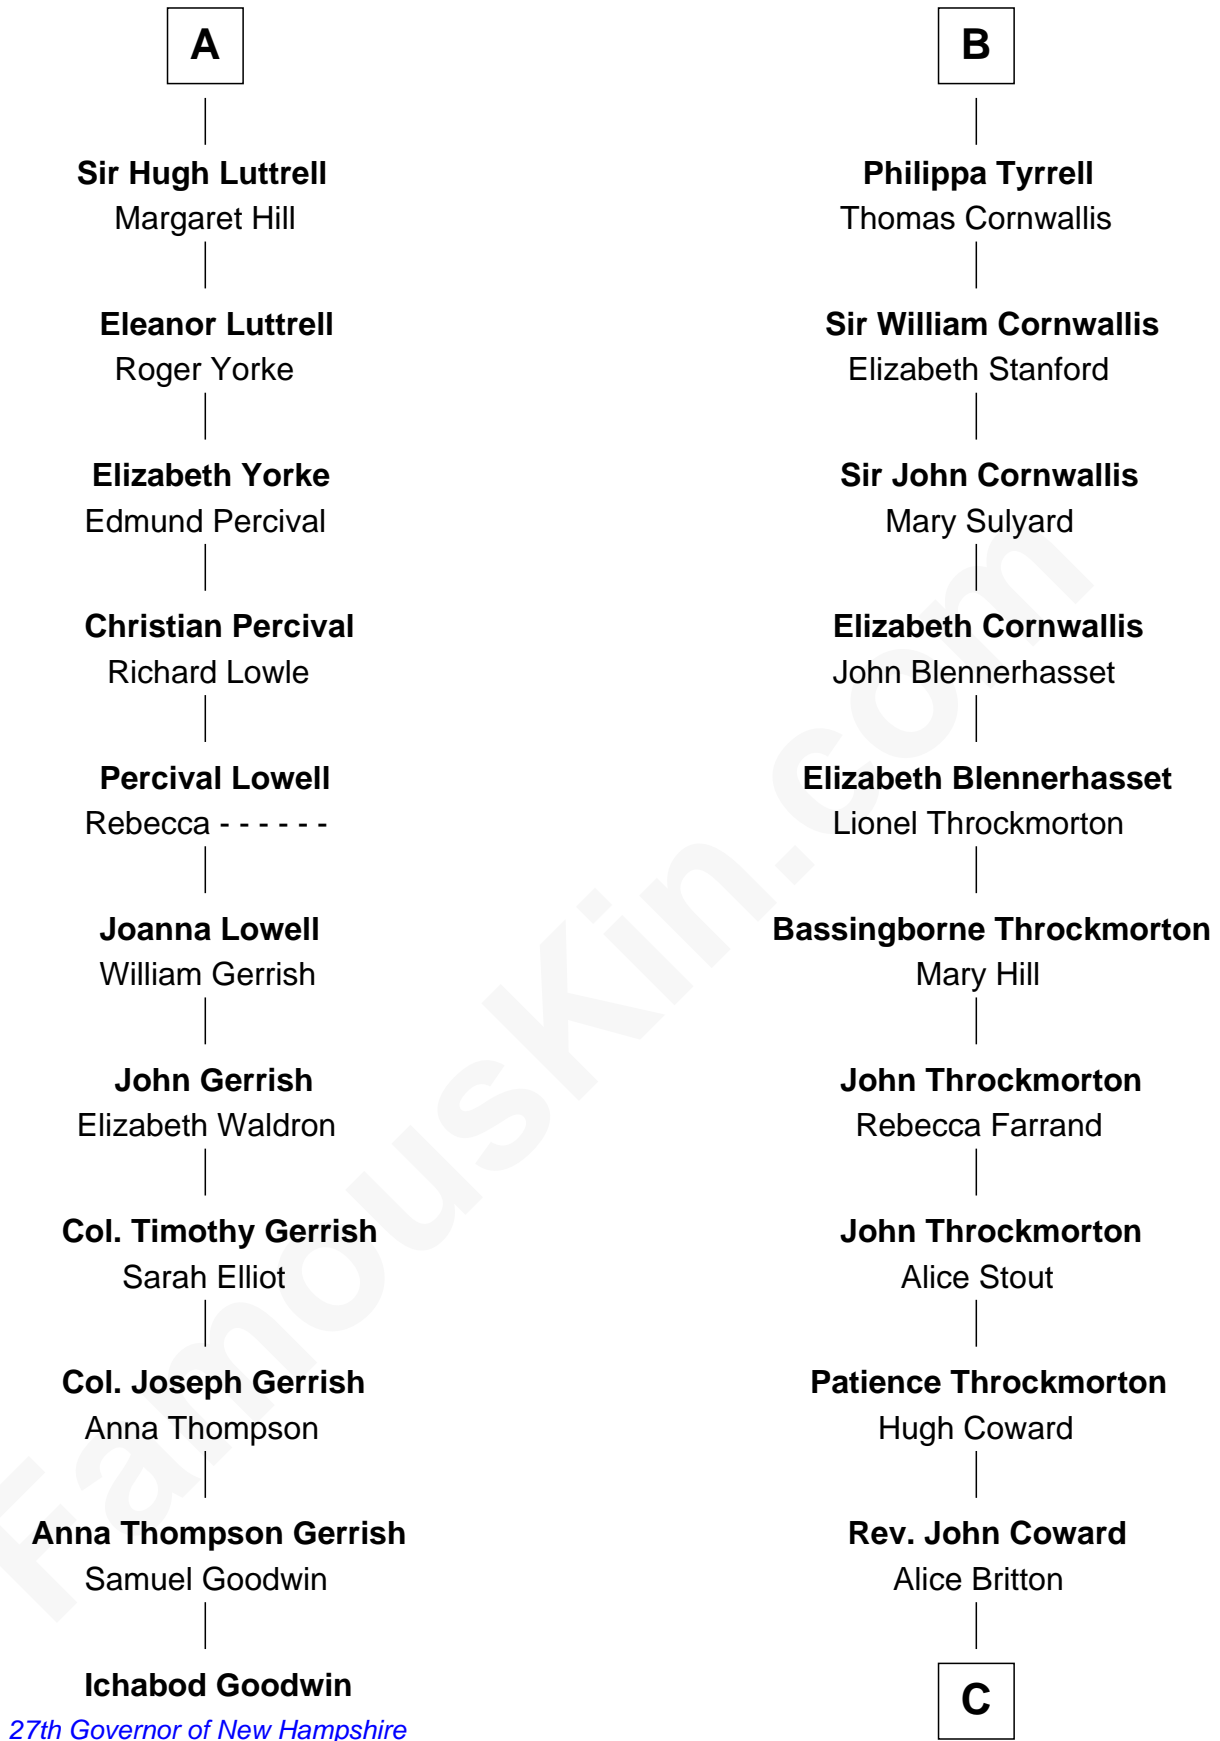 A
Sir Hugh Luttrell
Margaret Hill
Eleanor Luttrell
Roger Yorke
Elizabeth Yorke
Edmund Percival
Christian Percival
Richard Lowle
Percival Lowell
Rebecca - - - - - -
Joanna Lowell
William Gerrish
John Gerrish
Elizabeth Waldron
Col. Timothy Gerrish
Sarah Elliot
Col. Joseph Gerrish
Anna Thompson
Anna Thompson Gerrish
Samuel Goodwin
Ichabod Goodwin
27th Governor of New Hampshire
B
Philippa Tyrrell
Thomas Cornwallis
Sir William Cornwallis
Elizabeth Stanford
Sir John Cornwallis
Mary Sulyard
Elizabeth Cornwallis
John Blennerhasset
Elizabeth Blennerhasset
Lionel Throckmorton
Bassingborne Throckmorton
Mary Hill
John Throckmorton
Rebecca Farrand
John Throckmorton
Alice Stout
Patience Throckmorton
Hugh Coward
Rev. John Coward
Alice Britton
C
FamousKin.com